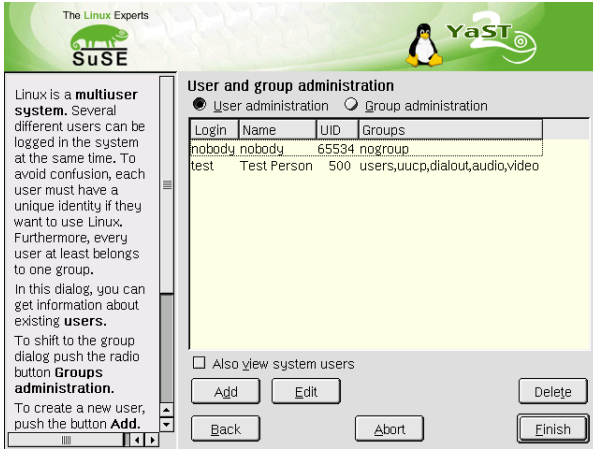 The Linux Experts
SuSE
YaST
2
Linux is a multiuser
system. Several
different users can be
logged in the system
at the same time. To
avoid confusion, each
user must have a
unique identity if they
want to use Linux.
Furthermore, every
user at least belongs
to one group.
In this dialog, you can
get information about
existing users.
To shift to the group
dialog push the radio
button Groups
administration.
To create a new user,
push the button Add.
User and group administration
User administration Group administration
Login Name UID Groups
nobody nobody 65534 nogroup
test Test Person 500 users,uucp,dialout,audio,video
Also view system users
Add Edit Delete
Back Abort Finish